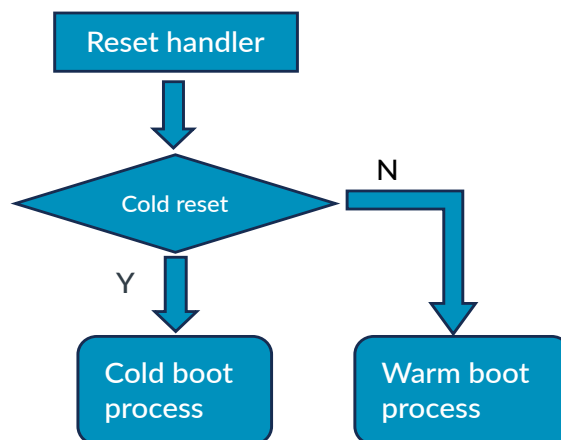 Reset handler
Cold reset
N
Y
Cold boot
process
Warm boot
process